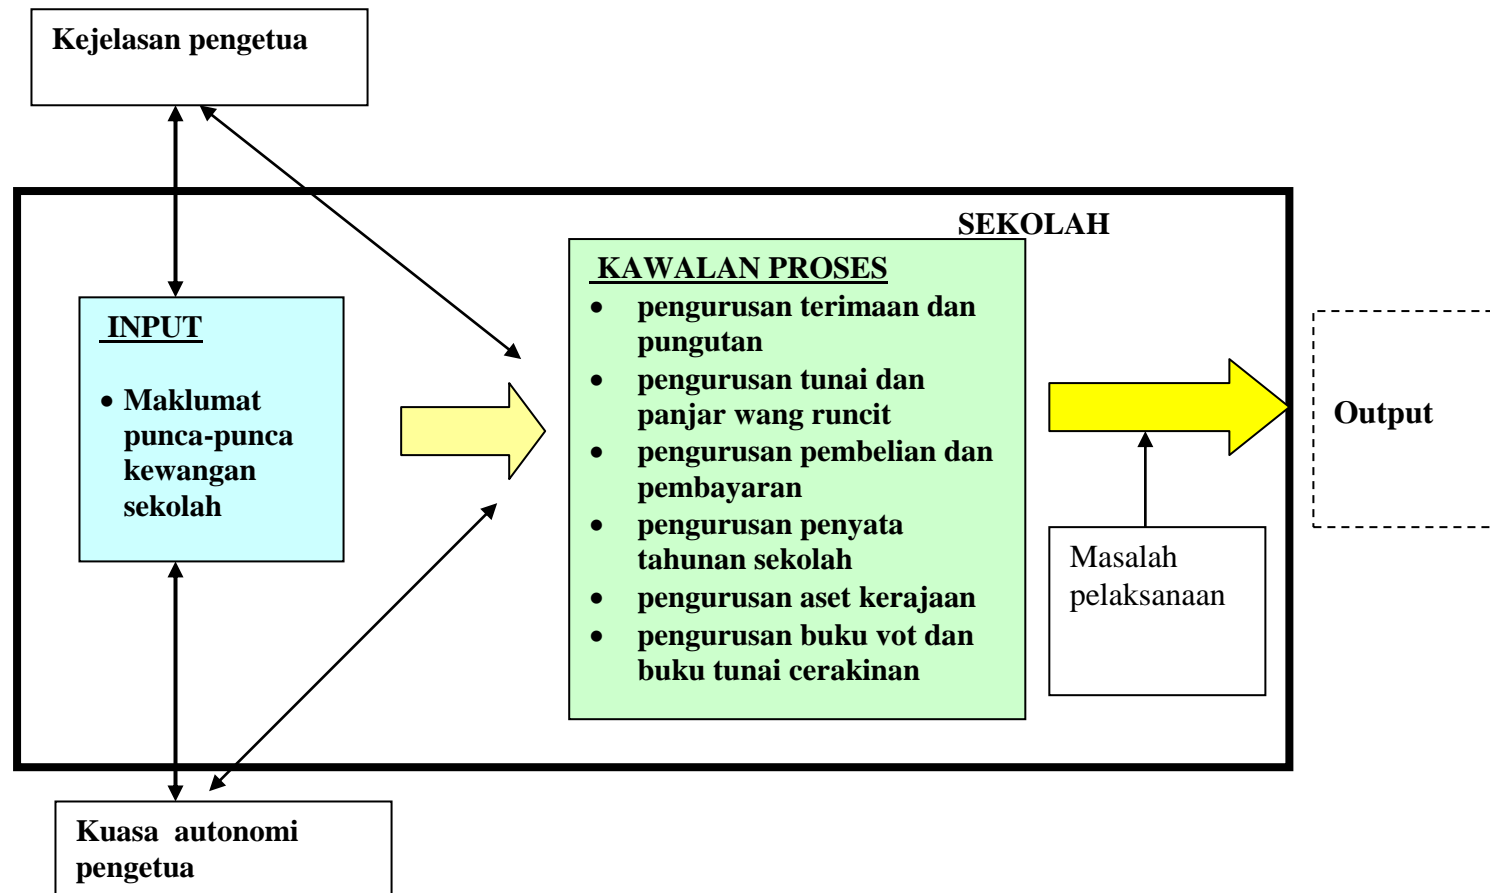 Kejelasan pengetua
SEKOLAH
INPUT
• Maklumat
punca-punca
kewangan
sekolah
KAWALAN PROSES
• pengurusan terimaan dan
pungutan
• pengurusan tunai dan
panjar wang runcit
• pengurusan pembelian dan
pembayaran
• pengurusan penyata
tahunan sekolah
• pengurusan aset kerajaan
• pengurusan buku vot dan
buku tunai cerakinan
Masalah
pelaksanaan
Output
Kuasa autonomi
pengetua